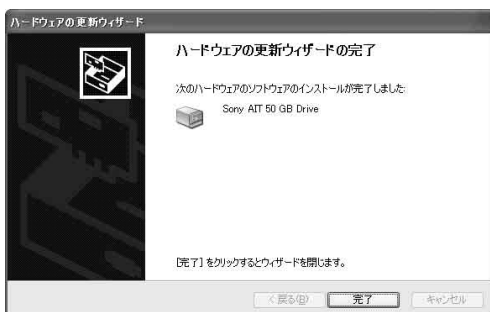 ハードウェアの更新ウィザード
ハードウェアの更新ウィザードの完了
次のハードウェアのソフトウェアのインストールが完了しました:
Sony AIT 50 GB Drive
[完了] をクリックするとウィザードを閉じます。
< 戻る(B) 完了 キャンセル